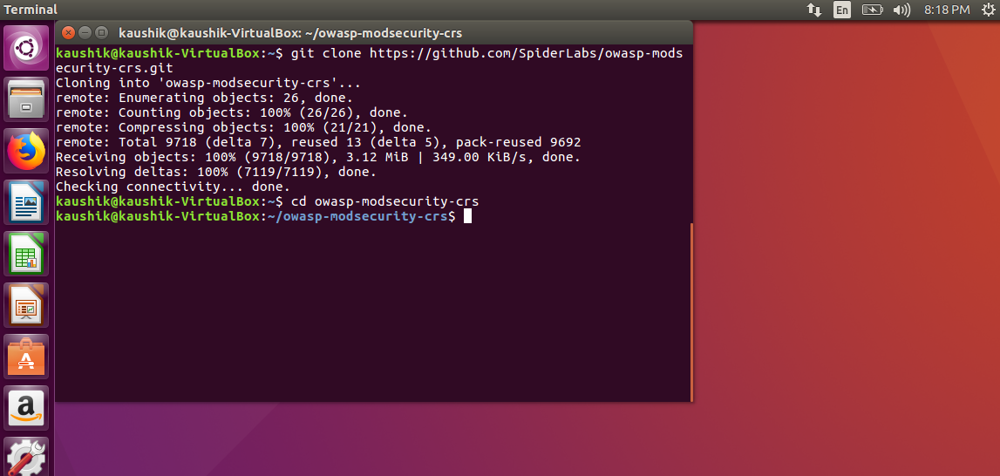 Terminal
En
8:18 PM
kaushik@kaushik-VirtualBox: ~/owasp-modsecurity-crs
kaushik@kaushik-VirtualBox:~$ git clone https://github.com/SpiderLabs/owasp-mods
ecurity-crs.git
Cloning into 'owasp-modsecurity-crs'...
remote: Enumerating objects: 26, done.
remote: Counting objects: 100% (26/26), done.
remote: Compressing objects: 100% (21/21), done.
remote: Total 9718 (delta 7), reused 13 (delta 5), pack-reused 9692
Receiving objects: 100% (9718/9718), 3.12 MiB | 349.00 KiB/s, done.
Resolving deltas: 100% (7119/7119), done.
Checking connectivity... done.
kaushik@kaushik-VirtualBox:~$ cd owasp-modsecurity-crs
kaushik@kaushik-VirtualBox:~/owasp-modsecurity-crs$
A
a